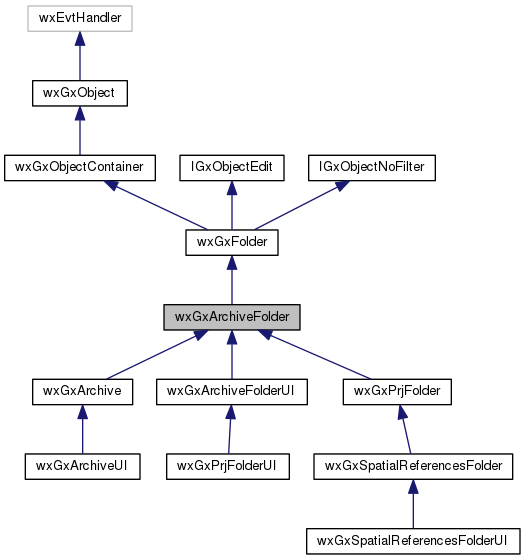 wxEvtHandler
wxGxObject
wxGxObjectContainer
IGxObjectEdit
IGxObjectNoFilter
wxGxFolder
wxGxArchiveFolder
wxGxArchive
wxGxArchiveFolderUI
wxGxPrjFolder
wxGxArchiveUI
wxGxPrjFolderUI
wxGxSpatialReferencesFolder
wxGxSpatialReferencesFolderUI